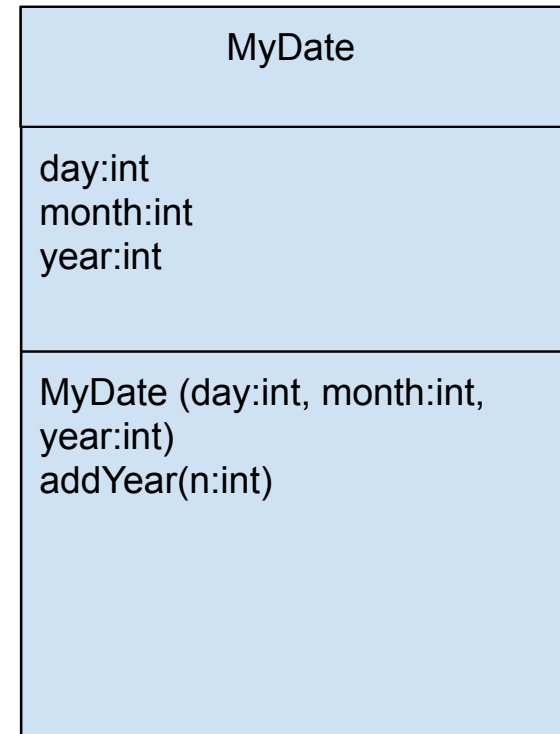 MyDate
day:int
month:int
year:int
MyDate (day:int, month:int,
year:int)
addYear(n:int)